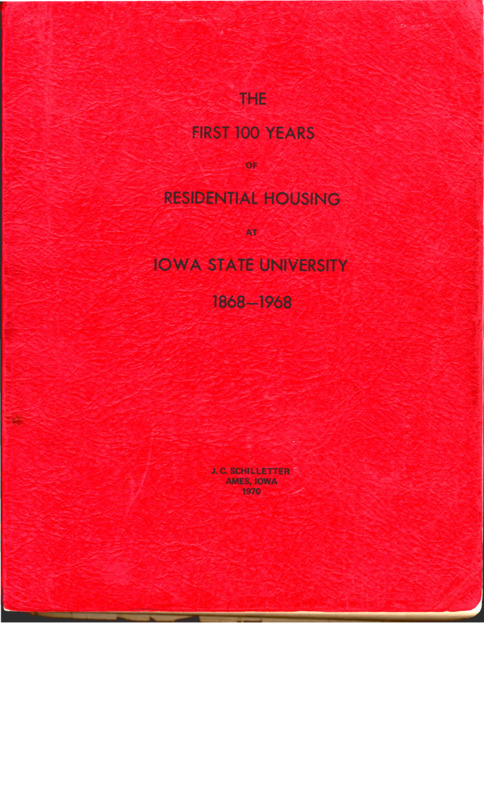 THE
FIRST 100 YEARS
OF
RESIDENTIAL HOUSING
AT
IOWA STATE UNIVERSITY
1868—1968
J. C. SCHILLETTER
AMES, IOWA
1970